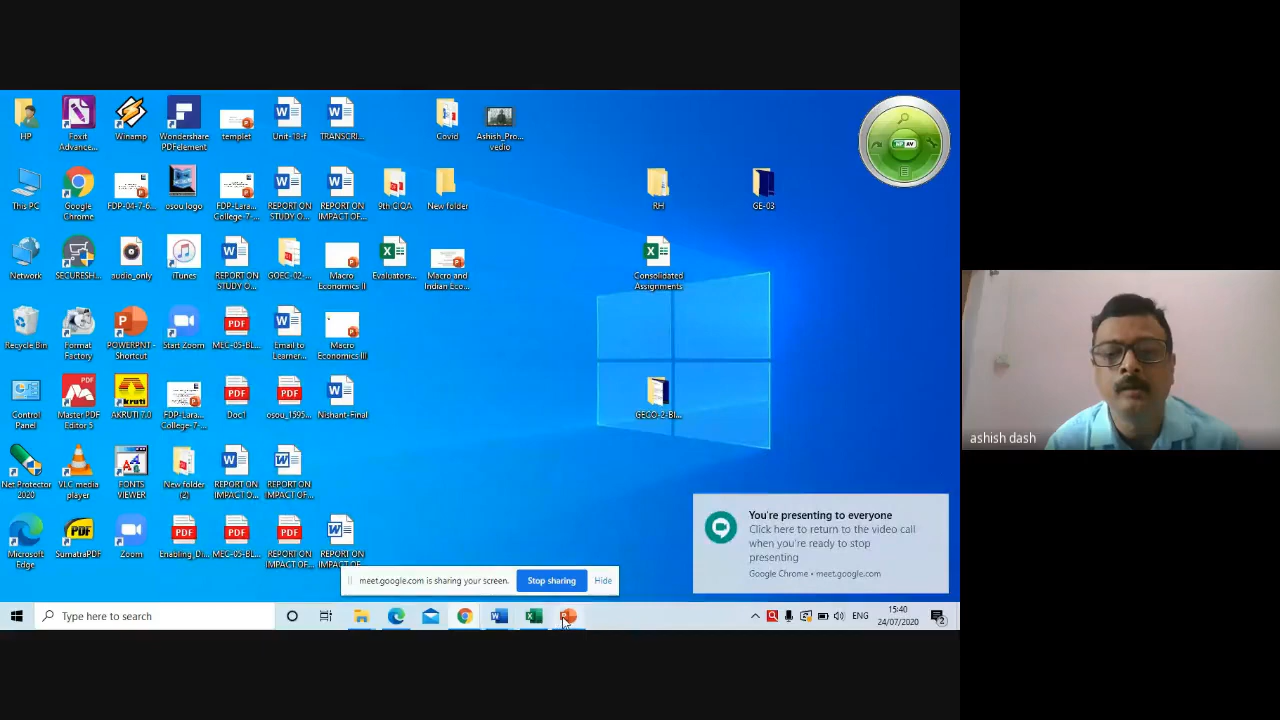 HP
Foxit
Advance...
Winamp
Wondershare
PDFelement
templet
Unit-18-f
TRANSCRI...
Covid
Ashish_Pro...
vedio
This PC
Google
Chrome
FDP-04-7-6...
osou logo
FDP-Lara...
College-7-...
REPORT ON
STUDY O...
REPORT ON
IMPACT OF...
9th CIQA
New folder
RH
GE-03
Network
SECURESH...
audio_only
iTunes
REPORT ON
STUDY O...
GOEC-02-...
Macro
Economics II
Evaluators...
Macro and
Indian Eco...
Consolidated
Assignments
Recycle Bin
Format
Factory
POWERPNT -
Shortcut
Start Zoom
MEC-05-BL...
Email to
Learner...
Macro
Economics III
Control
Panel
Master PDF
Editor 5
AKRUTI 7.0
FDP-Lara...
College-7-...
Doc1
osou_1595...
Nishant-Final
GECO-2-Bl...
Net Protector
2020
VLC media
player
FONTS
VIEWER
New folder
(2)
REPORT ON
IMPACT O...
REPORT ON
IMPACT OF...
Microsoft
Edge
SumatraPDF
Zoom
Enabling_Di...
MEC-05-BL...
REPORT ON
IMPACT OF...
REPORT ON
IMPACT OF...
ashish dash
You're presenting to everyone
Click here to return to the video call
when you're ready to stop
presenting
Google Chrome • meet.google.com
meet.google.com is sharing your screen.
Stop sharing
Hide
Type here to search
ENG
15:40
24/07/2020
2